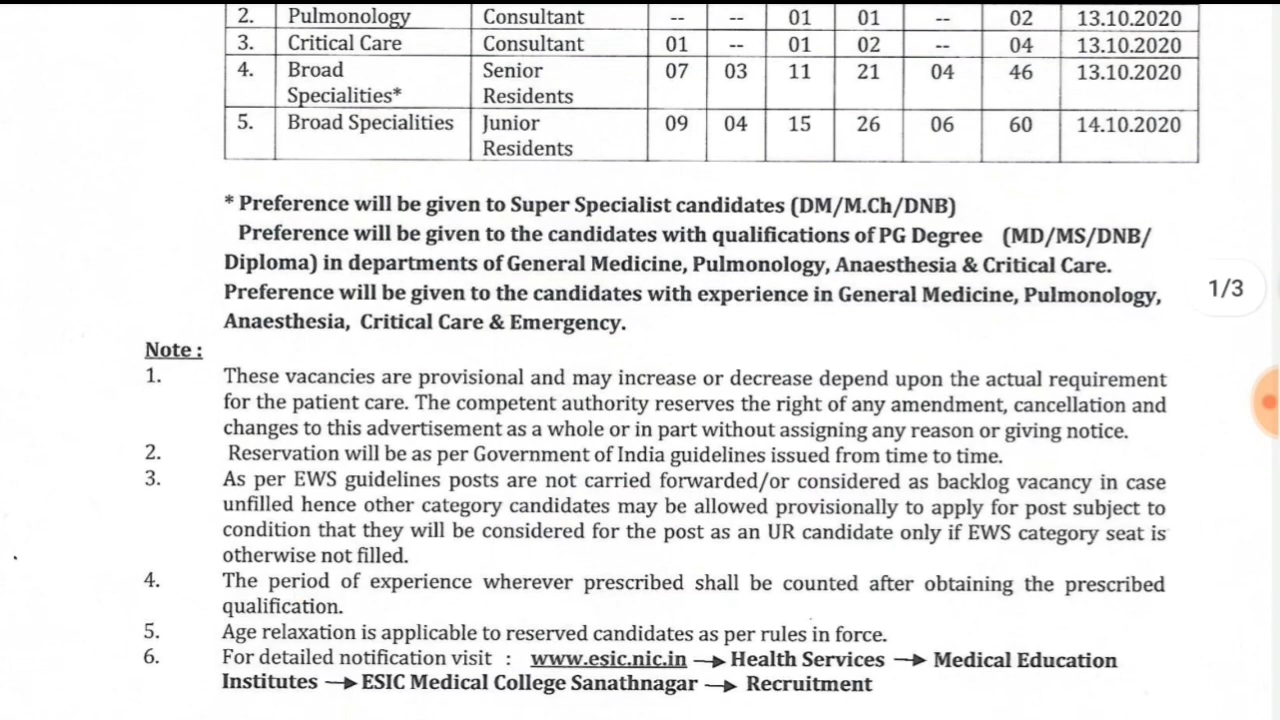 2. Pulmonology Consultant -- -- 01 01 -- 02 13.10.2020
3. Critical Care Consultant 01 -- 01 02 -- 04 13.10.2020
4. Broad Senior 07 03 11 21 04 46 13.10.2020
Specialities* Residents
5. Broad Specialities Junior 09 04 15 26 06 60 14.10.2020
Residents
* Preference will be given to Super Specialist candidates (DM/M.Ch/DNB)
Preference will be given to the candidates with qualifications of PG Degree (MD/MS/DNB/
Diploma) in departments of General Medicine, Pulmonology, Anaesthesia & Critical Care.
Preference will be given to the candidates with experience in General Medicine, Pulmonology,
Anaesthesia, Critical Care & Emergency.
1/3
Note :
1. These vacancies are provisional and may increase or decrease depend upon the actual requirement
for the patient care. The competent authority reserves the right of any amendment, cancellation and
changes to this advertisement as a whole or in part without assigning any reason or giving notice.
2. Reservation will be as per Government of India guidelines issued from time to time.
3. As per EWS guidelines posts are not carried forwarded/or considered as backlog vacancy in case
unfilled hence other category candidates may be allowed provisionally to apply for post subject to
condition that they will be considered for the post as an UR candidate only if EWS category seat is
otherwise not filled.
4. The period of experience wherever prescribed shall be counted after obtaining the prescribed
qualification.
5. Age relaxation is applicable to reserved candidates as per rules in force.
6. For detailed notification visit : www.esic.nic.in → Health Services → Medical Education
Institutes → ESIC Medical College Sanathnagar → Recruitment